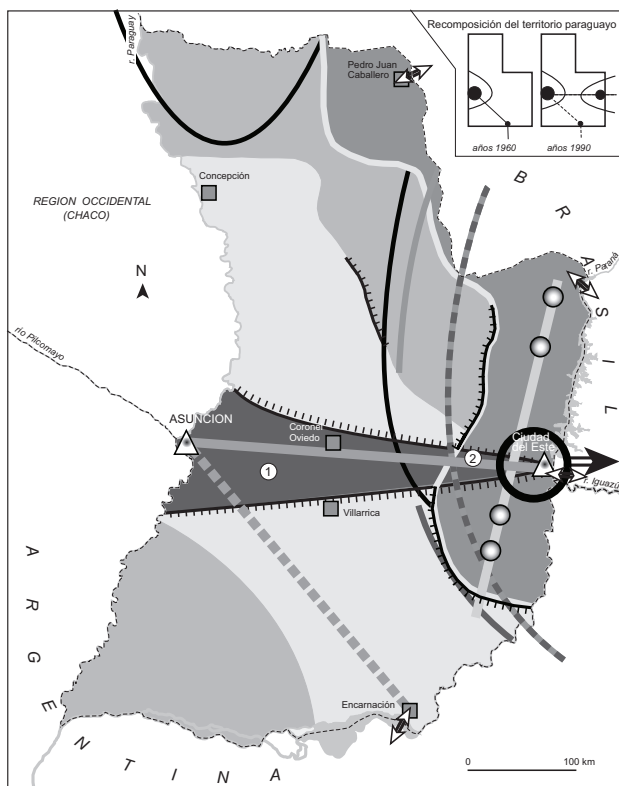 Recomposición del territorio paraguayo
años 1960
años 1990
r. Paraguay
Pedro Juan
Caballero
B R A S I L
Concepción
REGION OCCIDENTAL
(CHACO)
N
r. Paraná
río Pilcomayo
ASUNCION
Coronel
Oviedo
Ciudad
del Este
1
2
r. Iguazú
Villarrica
A R G E N T I N A
Encarnación
0
100 km